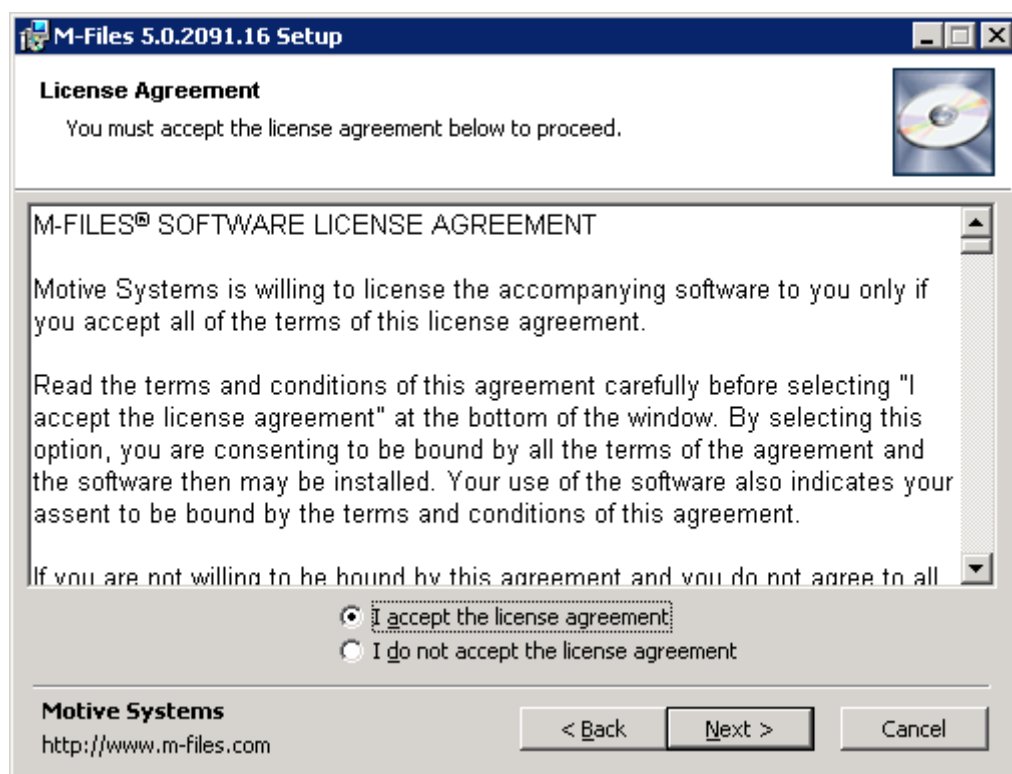 M-Files 5.0.2091.16 Setup
License Agreement
You must accept the license agreement below to proceed.
M-FILES® SOFTWARE LICENSE AGREEMENT
Motive Systems is willing to license the accompanying software to you only if
you accept all of the terms of this license agreement.
Read the terms and conditions of this agreement carefully before selecting "I
accept the license agreement" at the bottom of the window. By selecting this
option, you are consenting to be bound by all the terms of the agreement and
the software then may be installed. Your use of the software also indicates your
assent to be bound by the terms and conditions of this agreement.
If you are not willing to be bound by this agreement and you do not agree to all
I accept the license agreement
I do not accept the license agreement
Motive Systems
http://www.m-files.com
< Back Next > Cancel